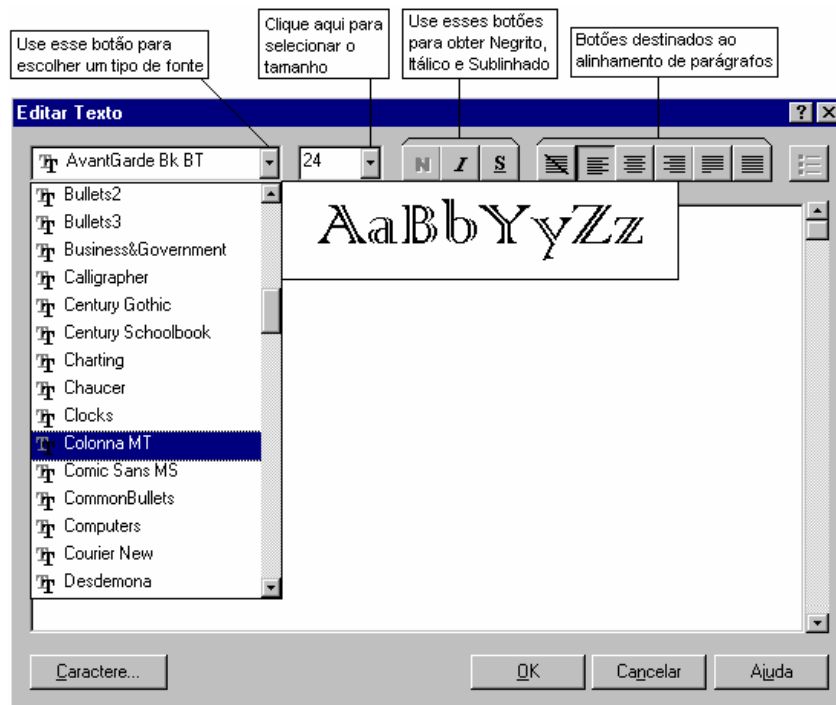 Use esse botão para
escolher um tipo de fonte
Clique aqui para
selecionar o
tamanho
Use esses botões
para obter Negrito,
Itálico e Sublinhado
Botões destinados ao
alinhamento de parágrafos
Editar Texto
AvantGarde Bk BT
24
N I S
Bullets2
Bullets3
Business&Government
Calligrapher
Century Gothic
Century Schoolbook
Charting
Chaucer
Clocks
Colonna MT
Comic Sans MS
CommonBullets
Computers
Courier New
Desdemona
AaBbYyZz
Caractere...
OK
Cancelar
Ajuda